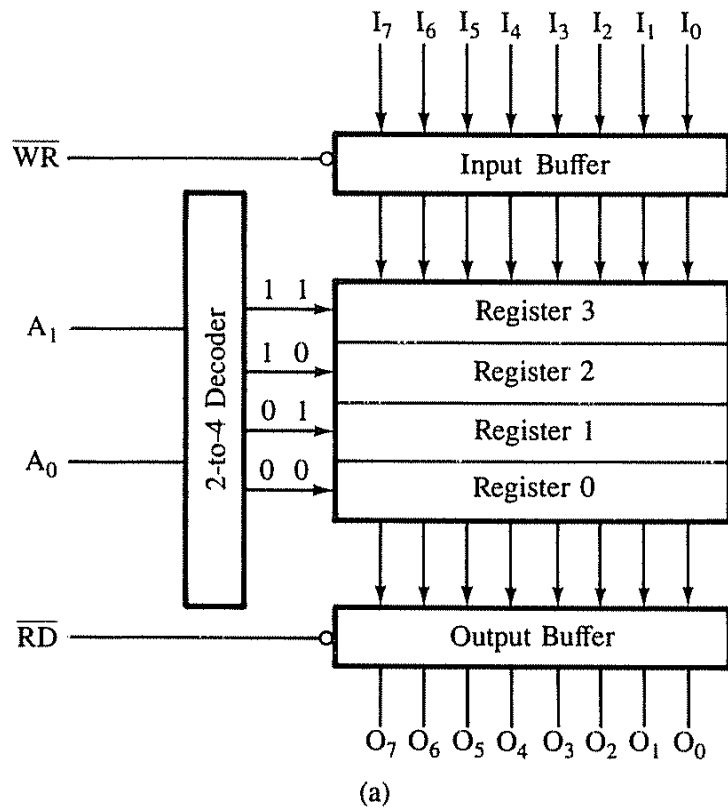 I₇ I₆ I₅ I₄ I₃ I₂ I₁ I₀
W̅R̅
Input Buffer
2-to-4 Decoder
1 1
Register 3
A₁
1 0
Register 2
0 1
Register 1
A₀
0 0
Register 0
R̅D̅
Output Buffer
O₇ O₆ O₅ O₄ O₃ O₂ O₁ O₀
(a)